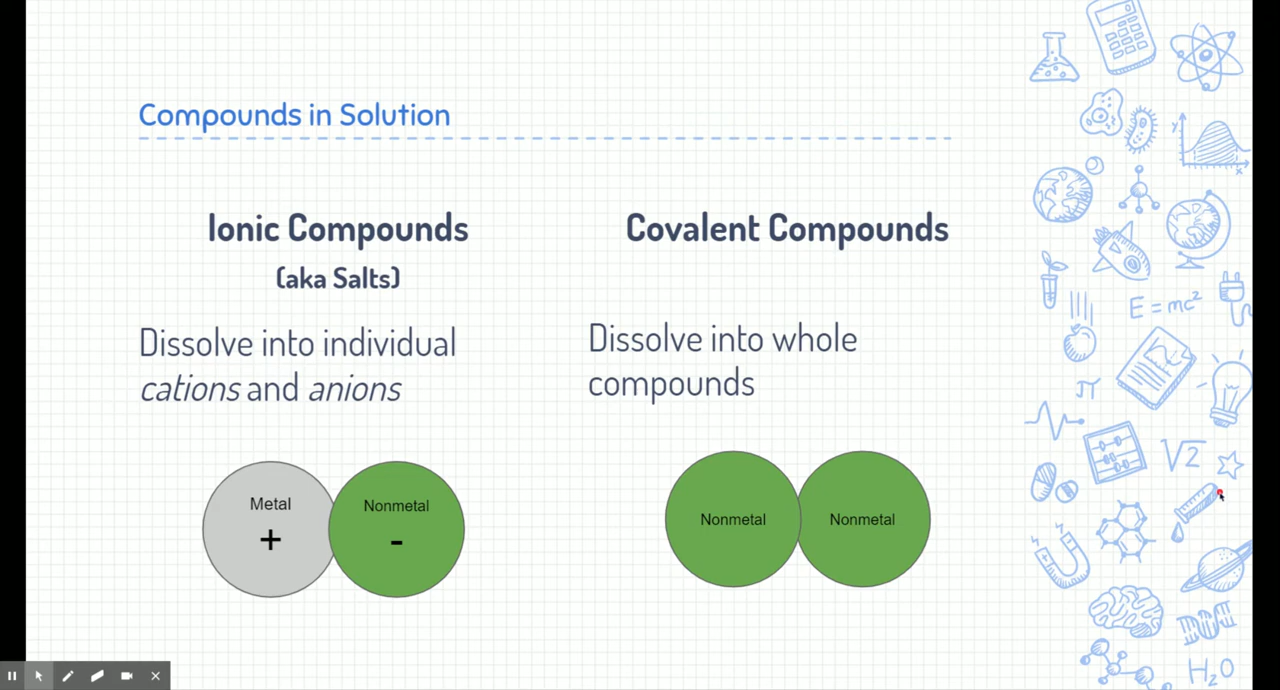 Compounds in Solution
Ionic Compounds
(aka Salts)
Dissolve into individual
cations and anions
Metal
+
Nonmetal
-
Covalent Compounds
Dissolve into whole
compounds
Nonmetal
Nonmetal
y
x
E = mc²
π
√2
H₂O